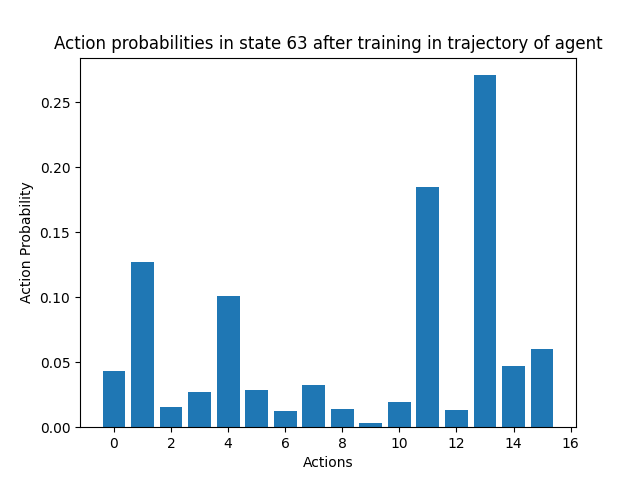 Action probabilities in state 63 after training in trajectory of agent
Action Probability
0.25
0.20
0.15
0.10
0.05
0.00
0 2 4 6 8 10 12 14 16
Actions